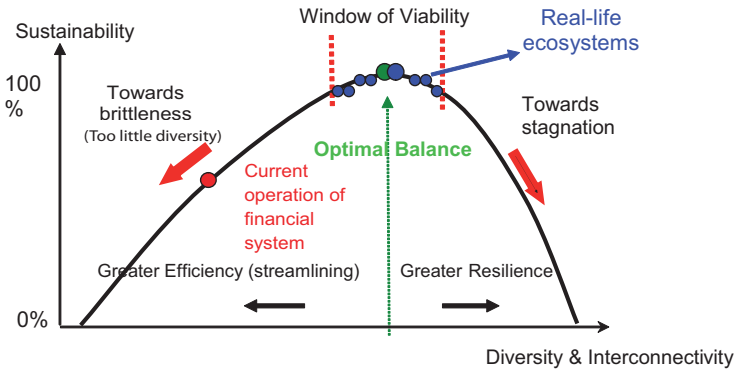 Window of Viability
Sustainability
Real-life
ecosystems
100
%
Towards
brittleness
(Too little diversity)
Towards
stagnation
Optimal Balance
Current
operation of
financial
system
Greater Efficiency (streamlining)
Greater Resilience
0%
Diversity & Interconnectivity